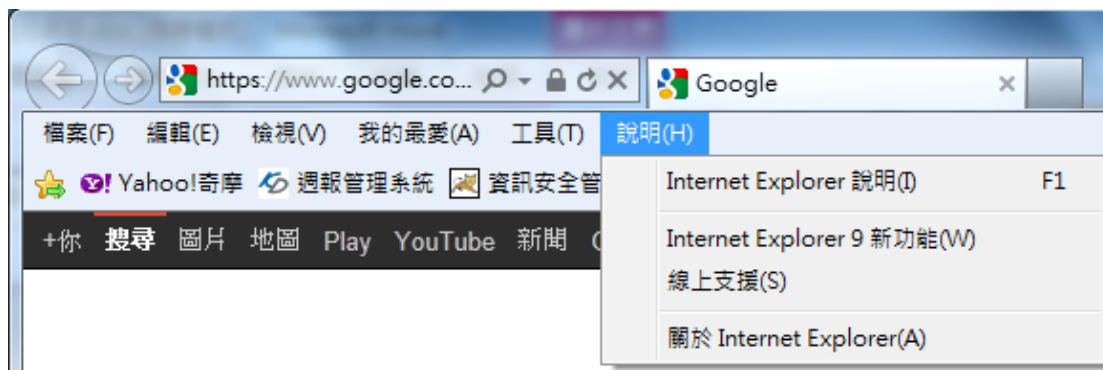 https://www.google.co... Google
檔案(F) 編輯(E) 檢視(V) 我的最愛(A) 工具(T) 說明(H)
Yahoo!奇摩 週報管理系統 資訊安全管
Internet Explorer 說明(I) F1
+你 搜尋 圖片 地圖 Play YouTube 新聞
Internet Explorer 9 新功能(W)
線上支援(S)
關於 Internet Explorer(A)